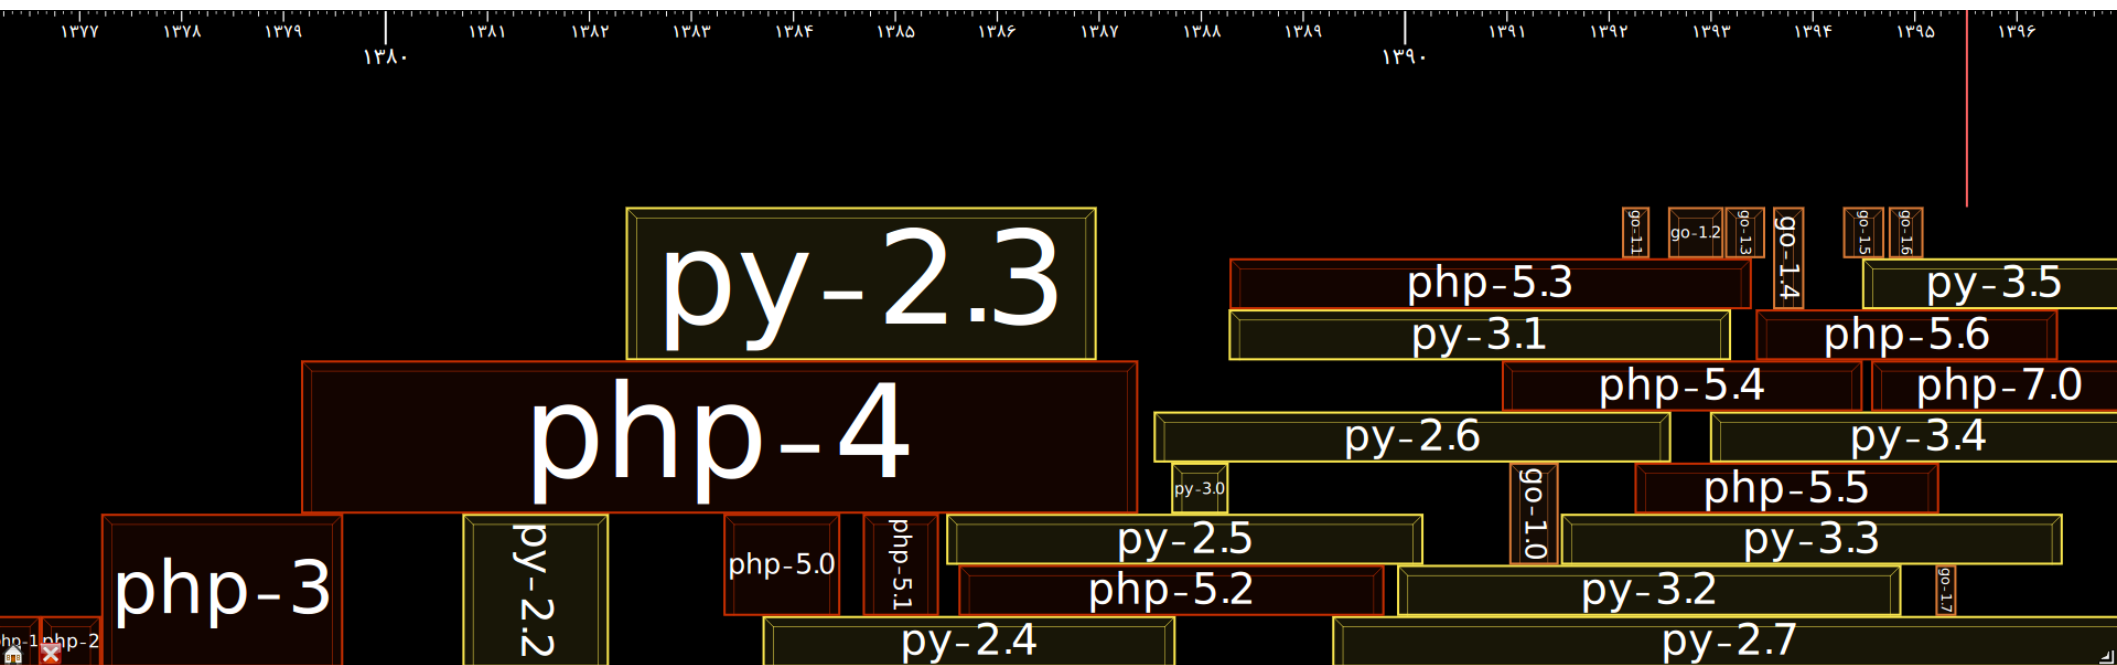 ۱۳۷۷ ۱۳۷۸ ۱۳۷۹ ۱۳۸۱ ۱۳۸۲ ۱۳۸۳ ۱۳۸۴ ۱۳۸۵ ۱۳۸۶ ۱۳۸۷ ۱۳۸۸ ۱۳۸۹ ۱۳۹۱ ۱۳۹۲ ۱۳۹۳ ۱۳۹۴ ۱۳۹۵ ۱۳۹۶
۱۳۸۰ ۱۳۹۰
py-2.3 go-1.1 go-1.2 go-1.3 go-1.4 go-1.5 go-1.6
php-5.3 py-3.5
py-3.1 php-5.6
php-4 php-5.4 php-7.0
py-2.6 py-3.4
py-3.0 go-1.0 php-5.5
php-3 py-2.2 php-5.0 php-5.1 py-2.5 py-3.3
php-5.2 py-3.2 go-1.7
php-1 php-2 py-2.4 py-2.7